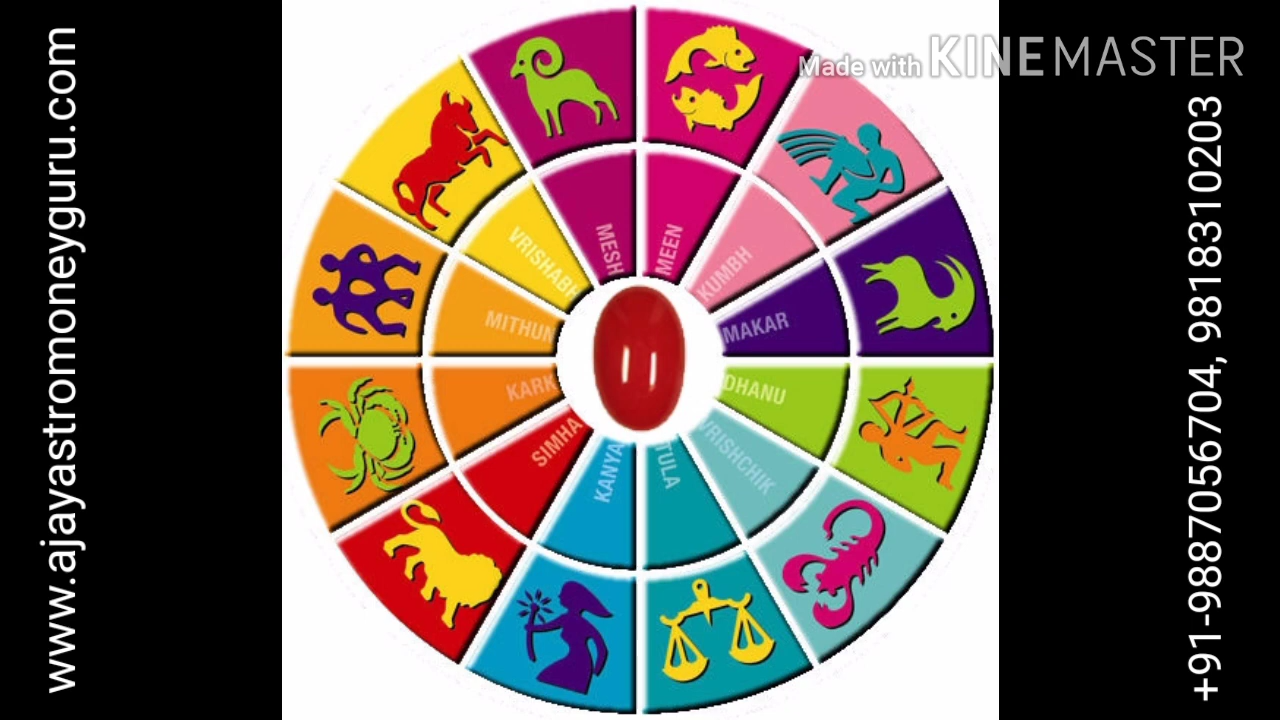 www.ajayastromoneyguru.com
Made with KINEMASTER
+91-9887056704, 9818310203
MESH
MEEN
VRISHABH
KUMBH
MITHUN
MAKAR
KARK
DHANU
SIMHA
VRISHCHIK
KANYA
TULA